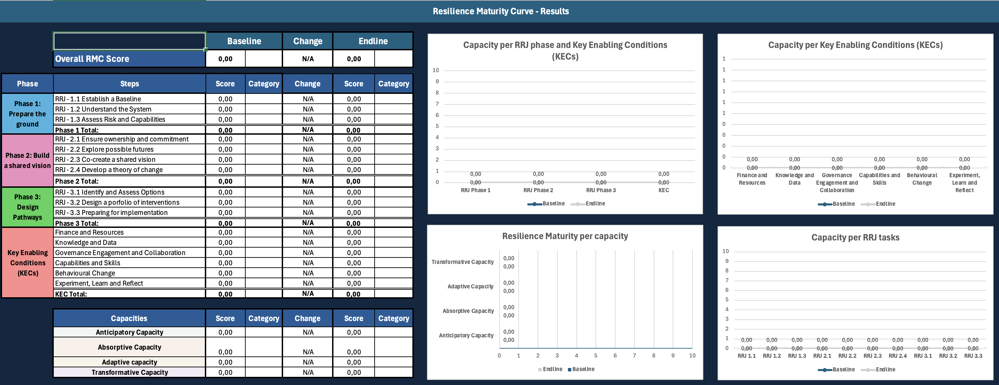 Resilience Maturity Curve - Results
Baseline Change Endline
Overall RMC Score 0,00 N/A 0,00
Phase Steps Score Category Change Score Category
Phase 1: Prepare the ground
RRJ - 1.1 Establish a Baseline 0,00 N/A 0,00
RRJ - 1.2 Understand the System 0,00 N/A 0,00
RRJ - 1.3 Assess Risk and Capabilities 0,00 N/A 0,00
Phase 1 Total: 0,00 N/A 0,00
Phase 2: Build a shared vision
RRJ - 2.1 Ensure ownership and commitment 0,00 N/A 0,00
RRJ - 2.2 Explore possible futures 0,00 N/A 0,00
RRJ - 2.3 Co-create a shared vision 0,00 N/A 0,00
RRJ - 2.4 Develop a theory of change 0,00 N/A 0,00
Phase 2 Total: 0,00 N/A 0,00
Phase 3: Design Pathways
RRJ - 3.1 Identify and Assess Options 0,00 N/A 0,00
RRJ - 3.2 Design a porfolio of interventions 0,00 N/A 0,00
RRJ - 3.3 Preparing for implementation 0,00 N/A 0,00
Phase 3 Total: 0,00 N/A 0,00
Key Enabling Conditions (KECs)
Finance and Resources 0,00 N/A 0,00
Knowledge and Data 0,00 N/A 0,00
Governance Engagement and Collaboration 0,00 N/A 0,00
Capabilities and Skills 0,00 N/A 0,00
Behavioural Change 0,00 N/A 0,00
Experiment, Learn and Reflect 0,00 N/A 0,00
KEC Total: 0,00 N/A 0,00
Capacities Score Category Change Score Category
Anticipatory Capacity 0,00 N/A 0,00
Absorptive Capacity 0,00 N/A 0,00
Adaptive capacity 0,00 N/A 0,00
Transformative Capacity 0,00 N/A 0,00
Capacity per RRJ phase and Key Enabling Conditions
(KECs)
10
9
8
7
6
5
4
3
2
1
0
0,00 0,00 0,00 0,00
0,00 0,00 0,00 0,00
RRJ Phase 1 RRJ Phase 2 RRJ Phase 3 KEC
Baseline Endline
Capacity per Key Enabling Conditions (KECs)
1
1
1
1
1
1
0
0
0
0
0
0,00 0,00 0,00 0,00 0,00 0,00
0,00 0,00 0,00 0,00 0,00 0,00
Finance and Resources
Knowledge and Data
Governance Engagement and Collaboration
Capabilities and Skills
Behavioural Change
Experiment, Learn and Reflect
Baseline Endline
Resilience Maturity per capacity
Transformative Capacity 0,00 0,00
Adaptive Capacity 0,00 0,00
Absorptive Capacity 0,00 0,00
Anticipatory Capacity 0,00 0,00
0 1 2 3 4 5 6 7 8 9 10
Endline Baseline
Capacity per RRJ tasks
10
9
8
7
6
5
4
3
2
1
0
0,00 0,00 0,00 0,00 0,00 0,00 0,00 0,00 0,00 0,00
0,00 0,00 0,00 0,00 0,00 0,00 0,00 0,00 0,00 0,00
RRJ 1.1 RRJ 1.2 RRJ 1.3 RRJ 2.1 RRJ 2.2 RRJ 2.3 RRJ 2.4 RRJ 3.1 RRJ 3.2 RRJ 3.3
Baseline Endline